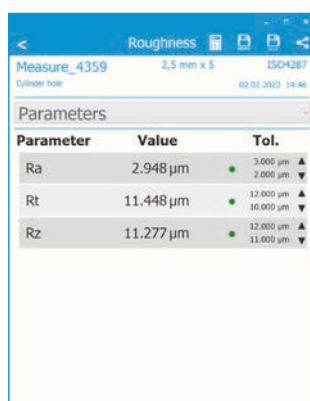 < Roughness
Measure_4359 2,5 mm x 5 ISO4287
Cylinder hole 02.02.2022 14:46
Parameters
Parameter Value Tol.
Ra 2.948 µm 3.000 µm ▲
2.000 µm ▼
Rt 11.448 µm 12.000 µm ▲
10.000 µm ▼
Rz 11.277 µm 12.000 µm ▲
11.000 µm ▼